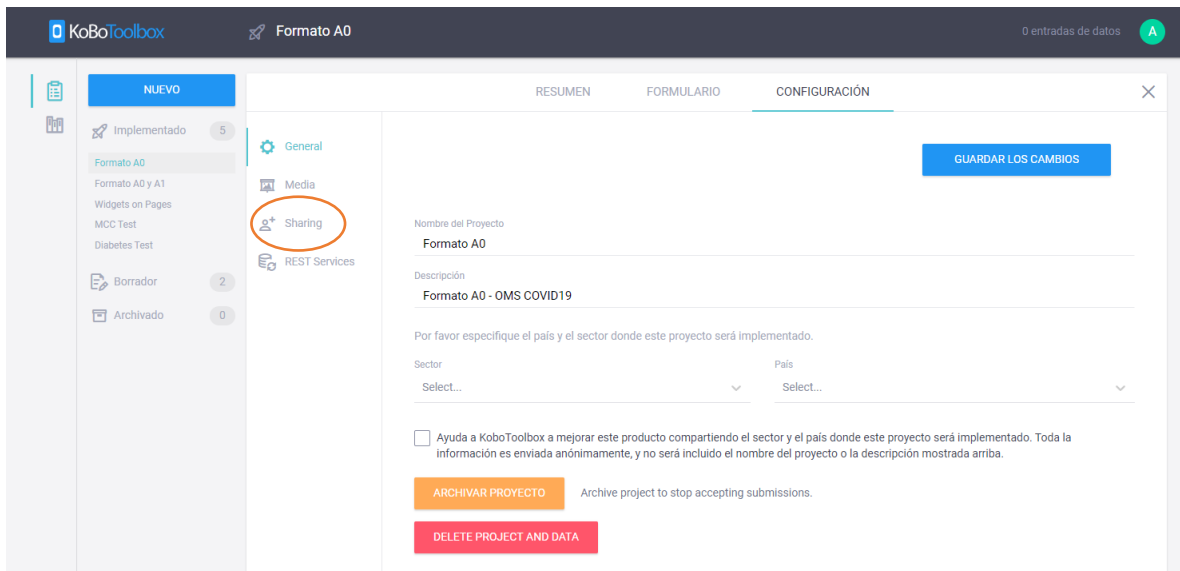 KoBoToolbox
Formato A0
0 entradas de datos
A
NUEVO
Implementado 5
Formato A0
Formato A0 y A1
Widgets on Pages
MCC Test
Diabetes Test
Borrador 2
Archivado 0
RESUMEN FORMULARIO CONFIGURACIÓN
General
Media
Sharing
REST Services
GUARDAR LOS CAMBIOS
Nombre del Proyecto
Formato A0
Descripción
Formato A0 - OMS COVID19
Por favor especifique el país y el sector donde este proyecto será implementado.
Sector País
Select... Select...
Ayuda a KoboToolbox a mejorar este producto compartiendo el sector y el país donde este proyecto será implementado. Toda la
información es enviada anónimamente, y no será incluido el nombre del proyecto o la descripción mostrada arriba.
ARCHIVAR PROYECTO Archive project to stop accepting submissions.
DELETE PROJECT AND DATA